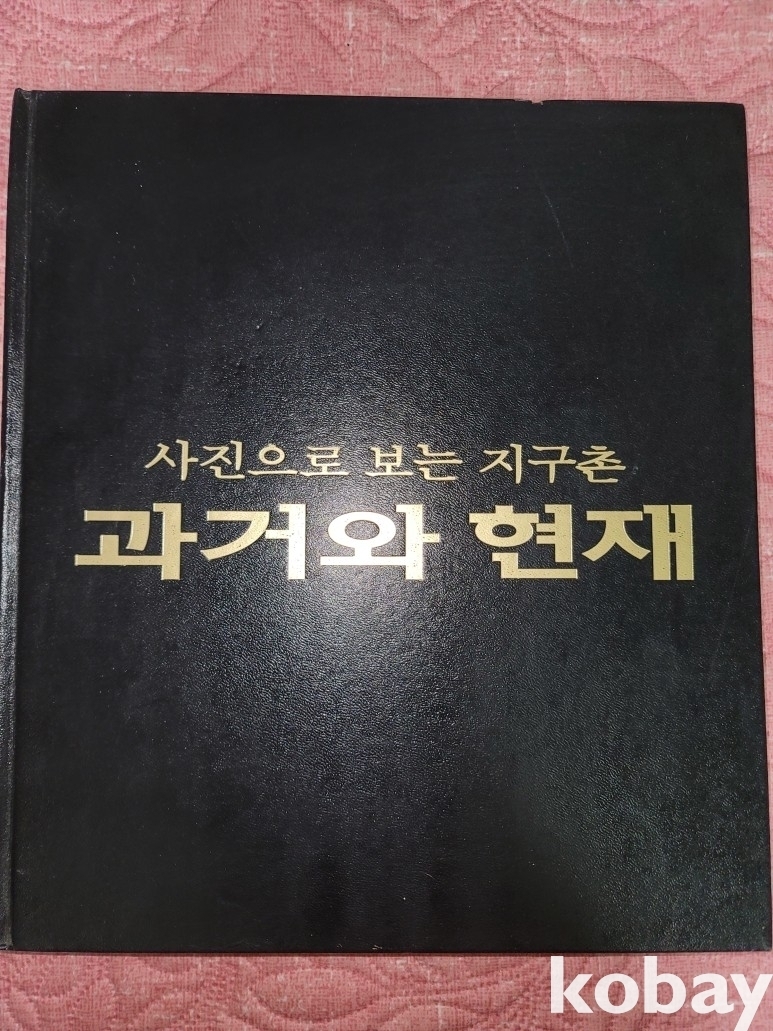 사진으로 보는 지구촌
과거와 현재
kobay